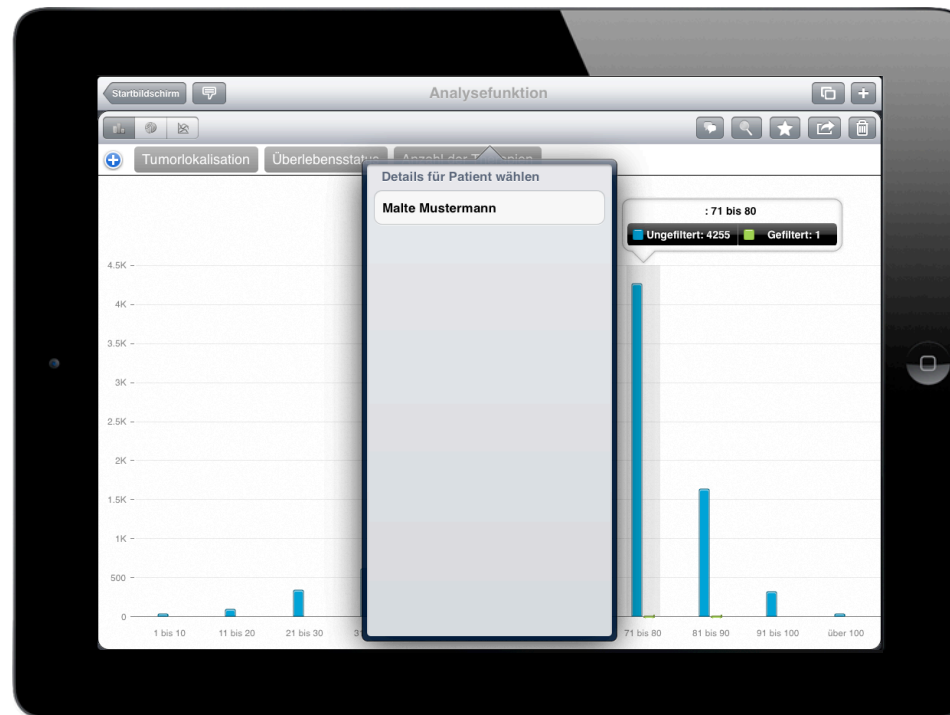 Startbildschirm
Analysefunktion
Tumorlokalisation
Überlebensstatus
Anzahl der
Details für Patient wählen
Malte Mustermann
: 71 bis 80
Ungefiltert: 4255
Gefiltert: 1
4.5K
4K
3.5K
3K
2.5K
2K
1.5K
1K
500
0
1 bis 10
11 bis 20
21 bis 30
71 bis 80
81 bis 90
91 bis 100
über 100